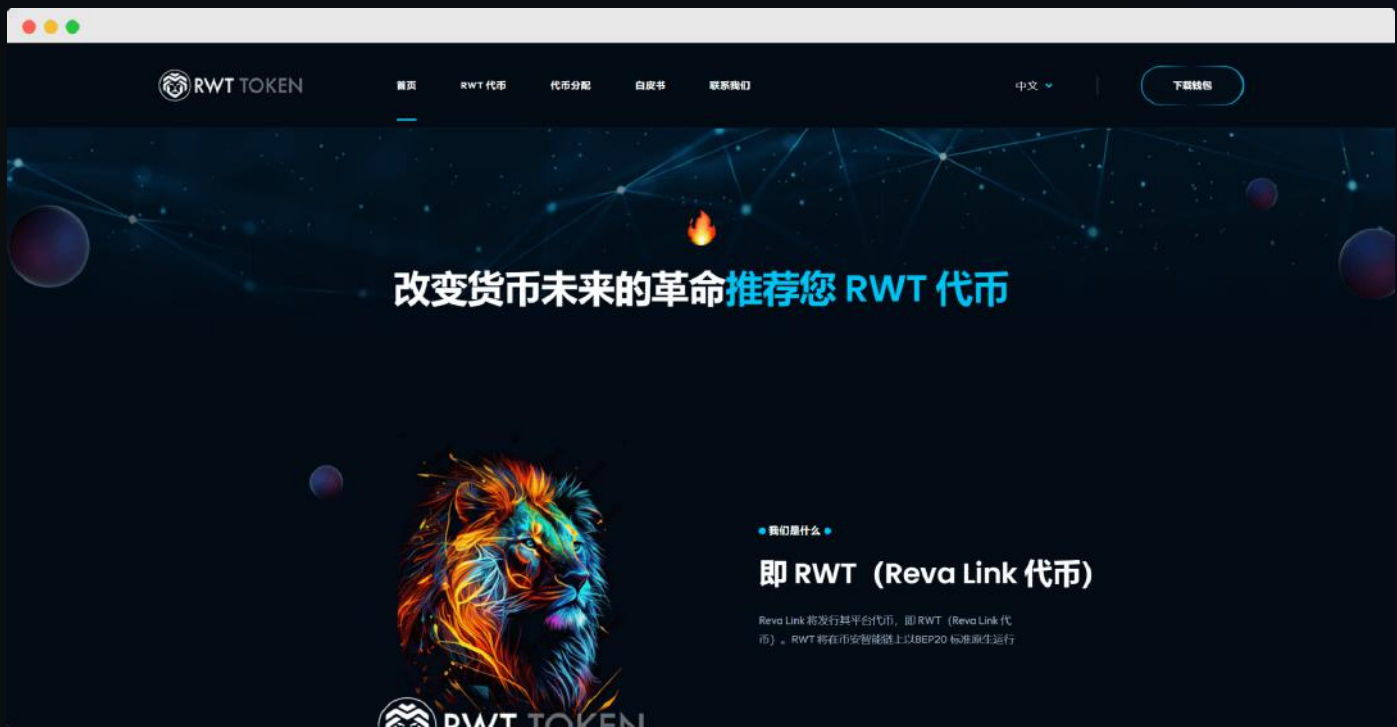 RWT TOKEN
首页 RWT 代币 代币分配 白皮书 联系我们 中文 下载钱包
改变货币未来的革命推荐您 RWT 代币
我们是什么
即 RWT（Reva Link 代币）
Reva Link 将发行其平台代币，即 RWT（Reva Link 代
币）。RWT 将在币安智能链上以BEP20 标准原生运行
RWT TOKEN